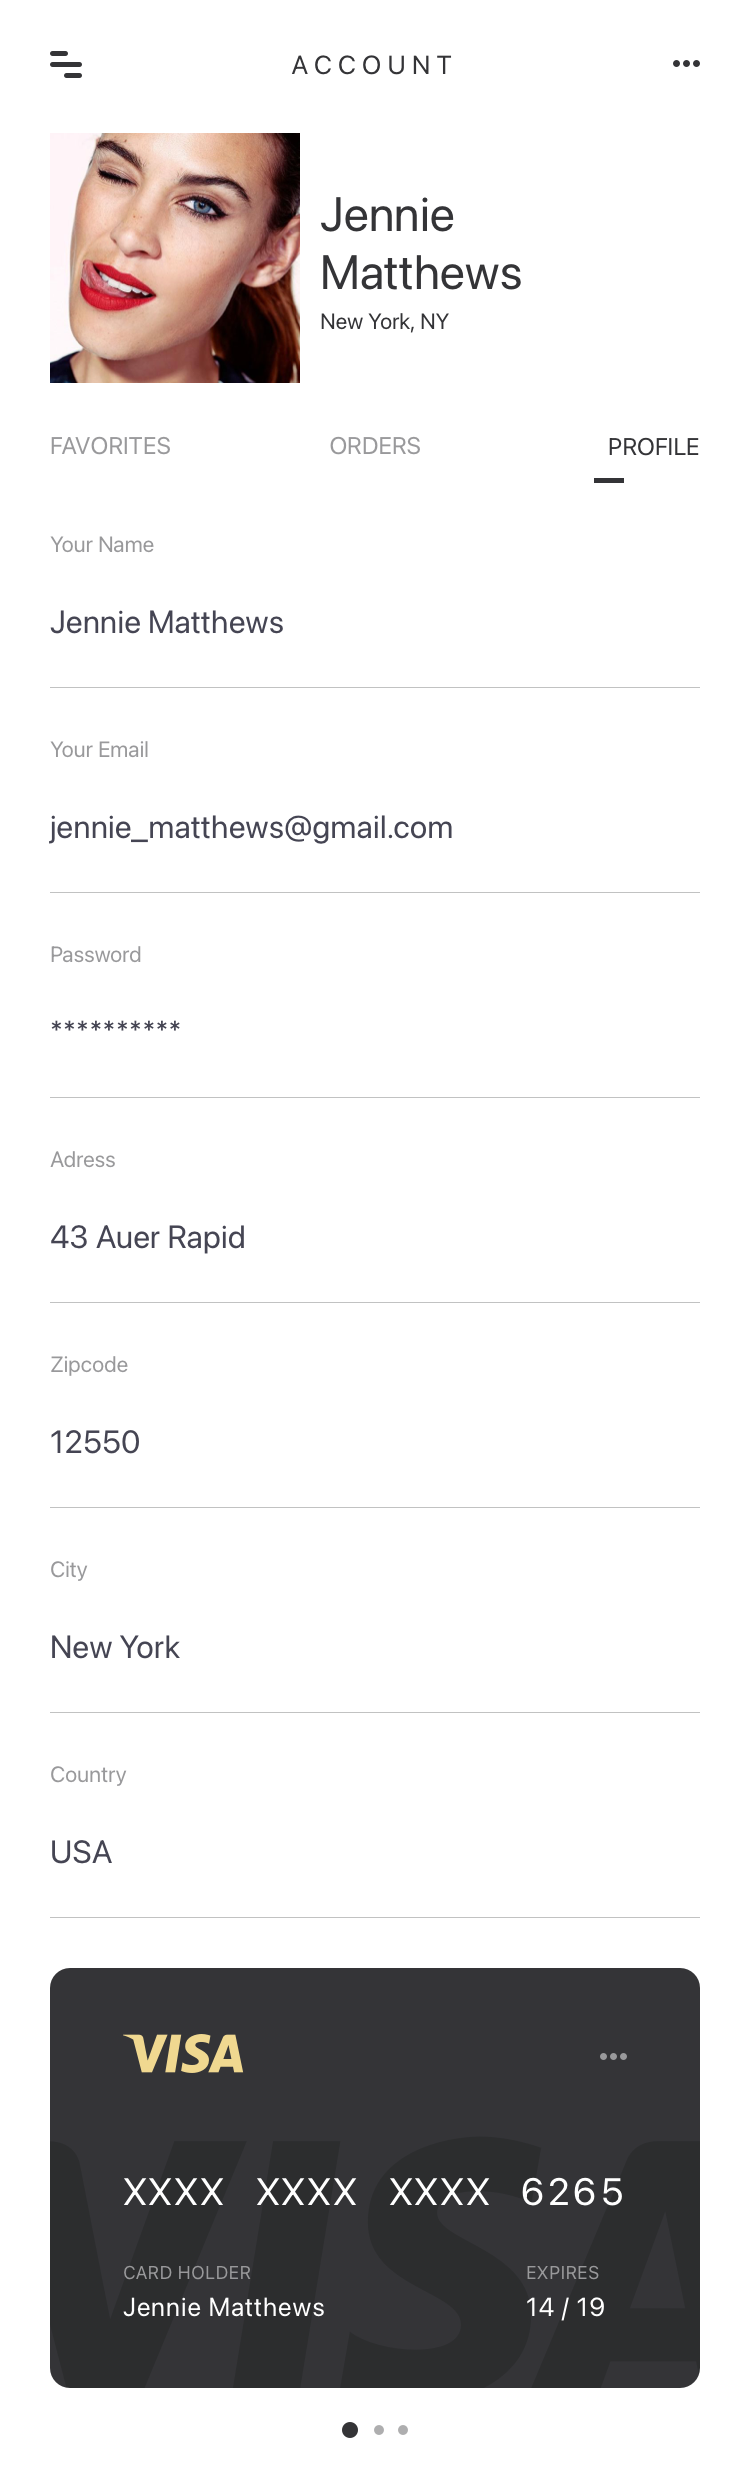 ACCOUNT
Jennie
Matthews
New York, NY
FAVORITES ORDERS PROFILE
Your Name
Jennie Matthews
Your Email
jennie_matthews@gmail.com
Password
**********
Adress
43 Auer Rapid
Zipcode
12550
City
New York
Country
USA
VISA
XXXX XXXX XXXX 6265
CARD HOLDER EXPIRES
Jennie Matthews 14 / 19
VISA